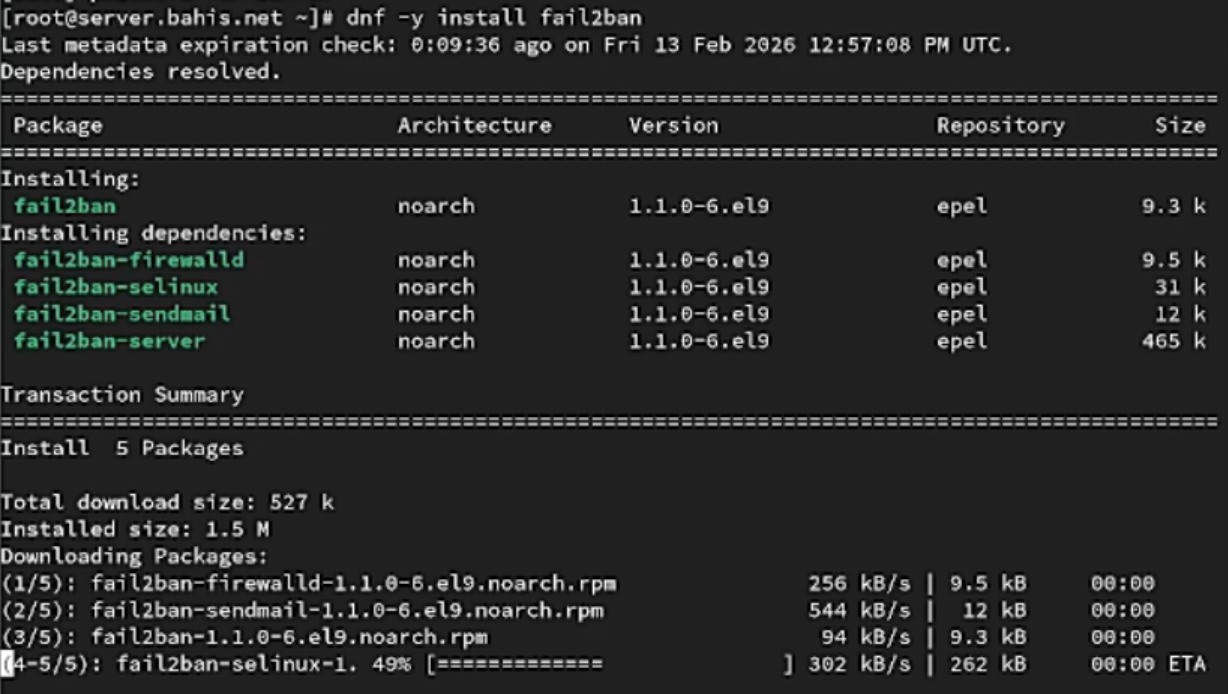 [root@server.bahis.net ~]# dnf -y install fail2ban
Last metadata expiration check: 0:09:36 ago on Fri 13 Feb 2026 12:57:08 PM UTC.
Dependencies resolved.
================================================================================
Package Architecture Version Repository Size
================================================================================
Installing:
fail2ban noarch 1.1.0-6.el9 epel 9.3 k
Installing dependencies:
fail2ban-firewalld noarch 1.1.0-6.el9 epel 9.5 k
fail2ban-selinux noarch 1.1.0-6.el9 epel 31 k
fail2ban-sendmail noarch 1.1.0-6.el9 epel 12 k
fail2ban-server noarch 1.1.0-6.el9 epel 465 k
Transaction Summary
================================================================================
Install 5 Packages
Total download size: 527 k
Installed size: 1.5 M
Downloading Packages:
(1/5): fail2ban-firewalld-1.1.0-6.el9.noarch.rpm 256 kB/s | 9.5 kB 00:00
(2/5): fail2ban-sendmail-1.1.0-6.el9.noarch.rpm 544 kB/s | 12 kB 00:00
(3/5): fail2ban-1.1.0-6.el9.noarch.rpm 94 kB/s | 9.3 kB 00:00
(4-5/5): fail2ban-selinux-1. 49% [============= ] 302 kB/s | 262 kB 00:00 ETA